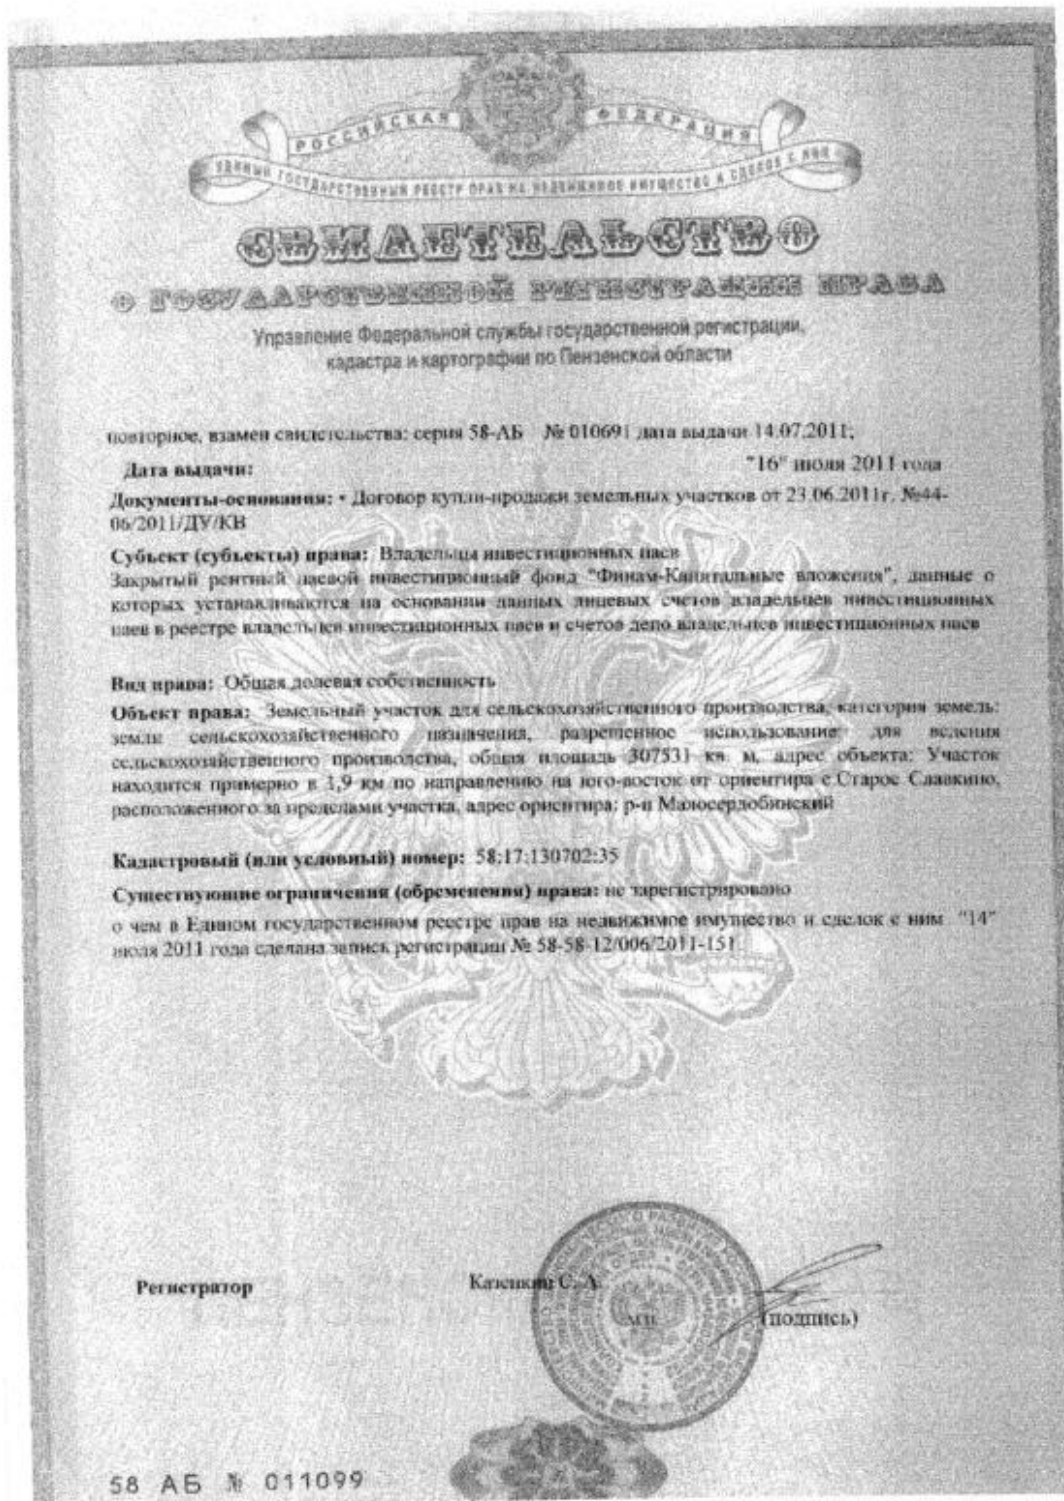 РОССИЙСКАЯ ФЕДЕРАЦИЯ
ЕДИНЫЙ ГОСУДАРСТВЕННЫЙ РЕЕСТР ПРАВ НА НЕДВИЖИМОЕ ИМУЩЕСТВО И СДЕЛОК С НИМ
СВИДЕТЕЛЬСТВО
О ГОСУДАРСТВЕННОЙ РЕГИСТРАЦИИ ПРАВА
Управление Федеральной службы государственной регистрации,
кадастра и картографии по Пензенской области
повторное, взамен свидетельства: серия 58-АБ № 010691 дата выдачи 14.07.2011;
Дата выдачи: "16" июля 2011 года
Документы-основания: • Договор купли-продажи земельных участков от 23.06.2011г. №44-
06/2011/ДУ/КВ
Субъект (субъекты) права: Владельцы инвестиционных паев
Закрытый рентный паевой инвестиционный фонд "Финам-Капитальные вложения", данные о
которых устанавливаются на основании данных лицевых счетов владельцев инвестиционных
паев в реестре владельцев инвестиционных паев и счетов депо владельцев инвестиционных паев
Вид права: Общая долевая собственность
Объект права: Земельный участок для сельскохозяйственного производства, категория земель:
земли сельскохозяйственного назначения, разрешенное использование: для ведения
сельскохозяйственного производства, общая площадь 307531 кв. м, адрес объекта: Участок
находится примерно в 1,9 км по направлению на юго-восток от ориентира с Старое Славкино,
расположенного за пределами участка, адрес ориентира: р-н Малосердобинский
Кадастровый (или условный) номер: 58:17:130702:35
Существующие ограничения (обременения) права: не зарегистрировано
о чем в Едином государственном реестре прав на недвижимое имущество и сделок с ним "14"
июля 2011 года сделана запись регистрации № 58-58-12/006/2011-151
Регистратор Казенкин С. А.
М.П. (подпись)
58 АБ № 011099